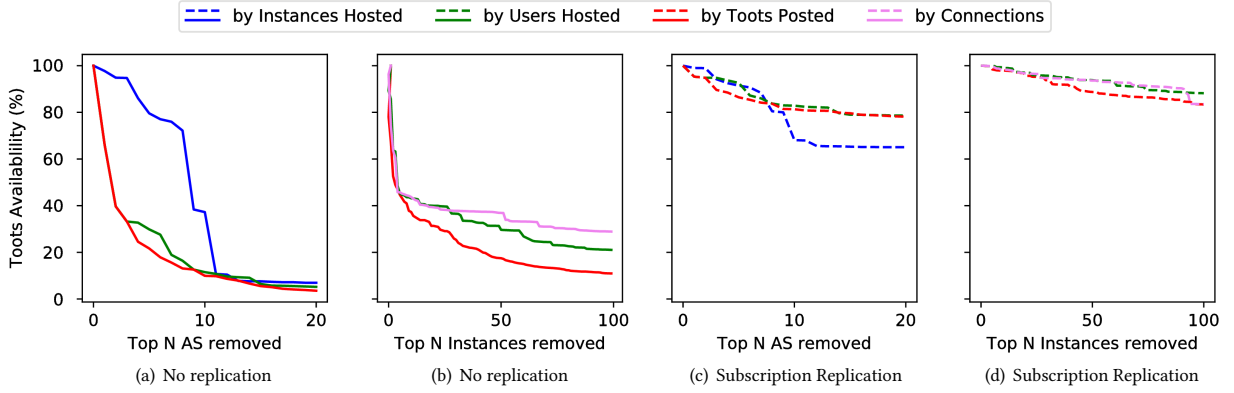 by Instances Hosted by Users Hosted by Toots Posted by Connections
Toots Availablility (%)
100
80
60
40
20
0
0 10 20
Top N AS removed
(a) No replication
0 50 100
Top N Instances removed
(b) No replication
0 10 20
Top N AS removed
(c) Subscription Replication
0 50 100
Top N Instances removed
(d) Subscription Replication